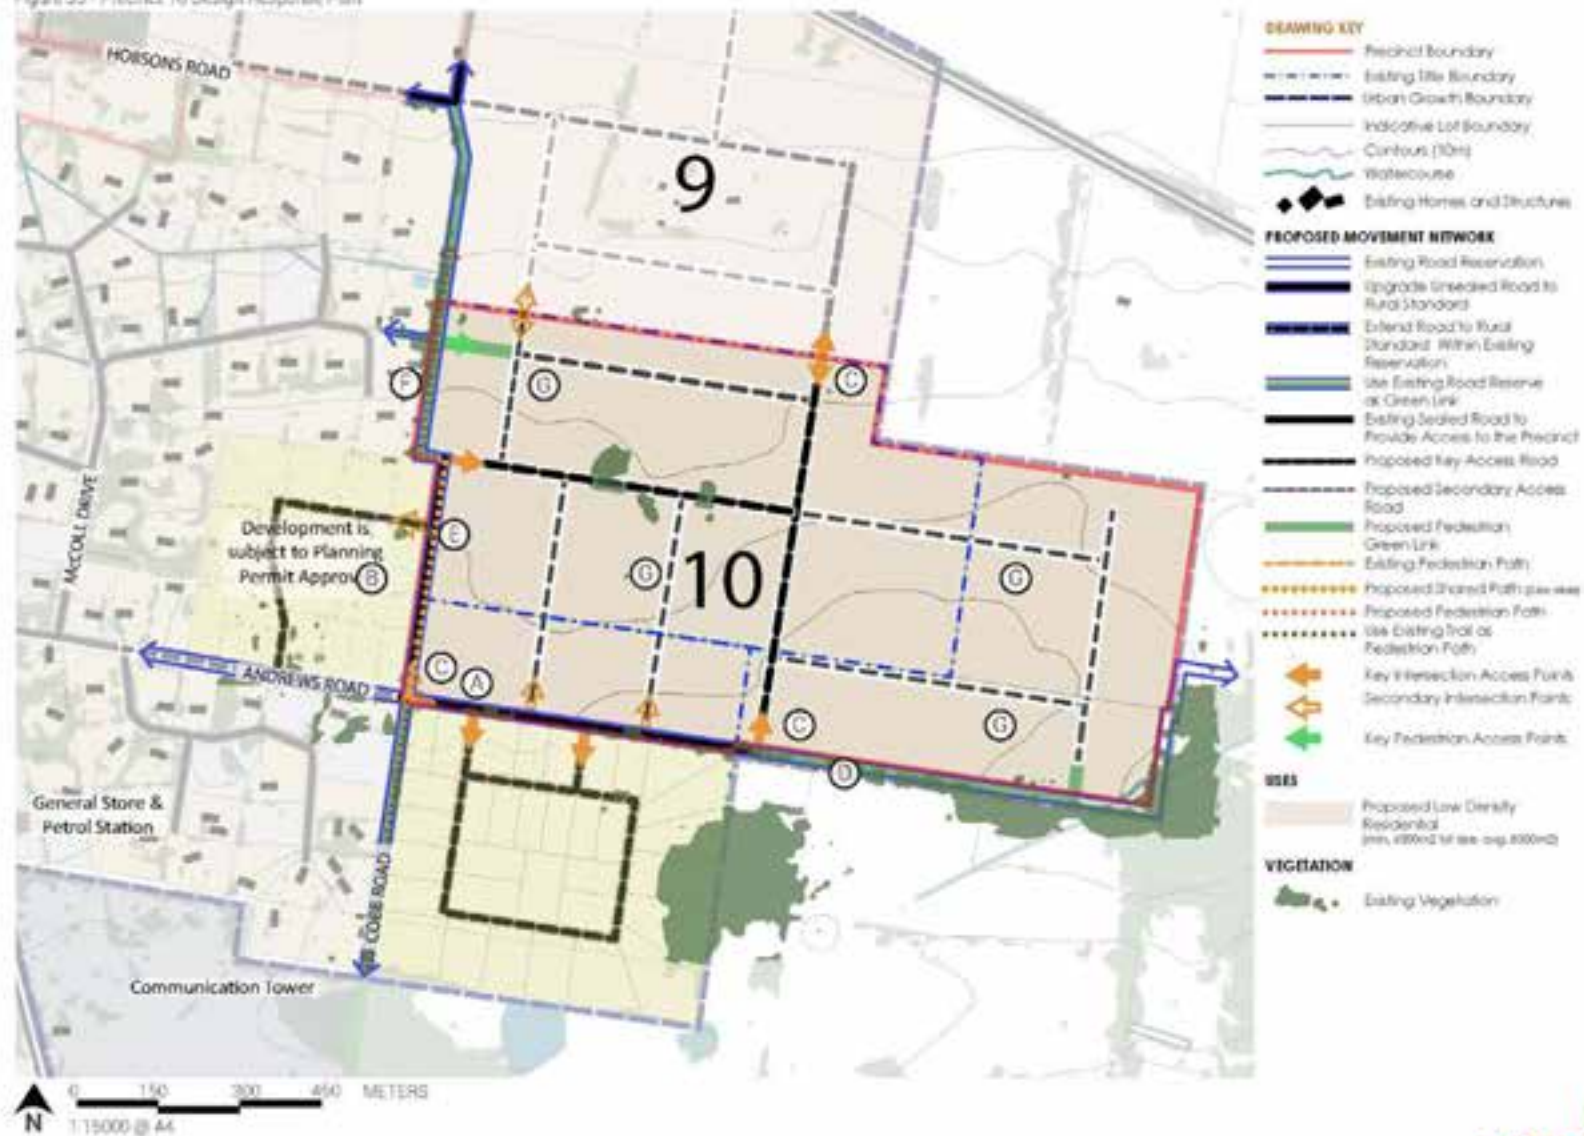 Figure 33 - Precinct 10 Design Response Plan
HOBSONS ROAD
9
McCOLL DRIVE
Development is
subject to Planning
Permit Approv
B
F
G
C
E
G
10
G
C
A
ANDREWS ROAD
C
G
D
General Store &
Petrol Station
COBB ROAD
Communication Tower
N
0 150 300 450 METERS
1:15000 @ A4
DRAWING KEY
Precinct Boundary
Existing Title Boundary
Urban Growth Boundary
Indicative Lot Boundary
Contours (10m)
Watercourse
Existing Homes and Structures
PROPOSED MOVEMENT NETWORK
Existing Road Reservation
Upgrade Unsealed Road to
Rural Standard
Extend Road to Rural
Standard Within Existing
Reservation
Use Existing Road Reserve
as Green Link
Existing Sealed Road to
Provide Access to the Precinct
Proposed Key Access Road
Proposed Secondary Access
Road
Proposed Pedestrian
Green Link
Existing Pedestrian Path
Proposed Shared Path
Proposed Pedestrian Path
Use Existing Trail as
Pedestrian Path
Key Intersection Access Points
Secondary Intersection Points
Key Pedestrian Access Points
USES
Proposed Low Density
Residential
VEGETATION
Existing Vegetation